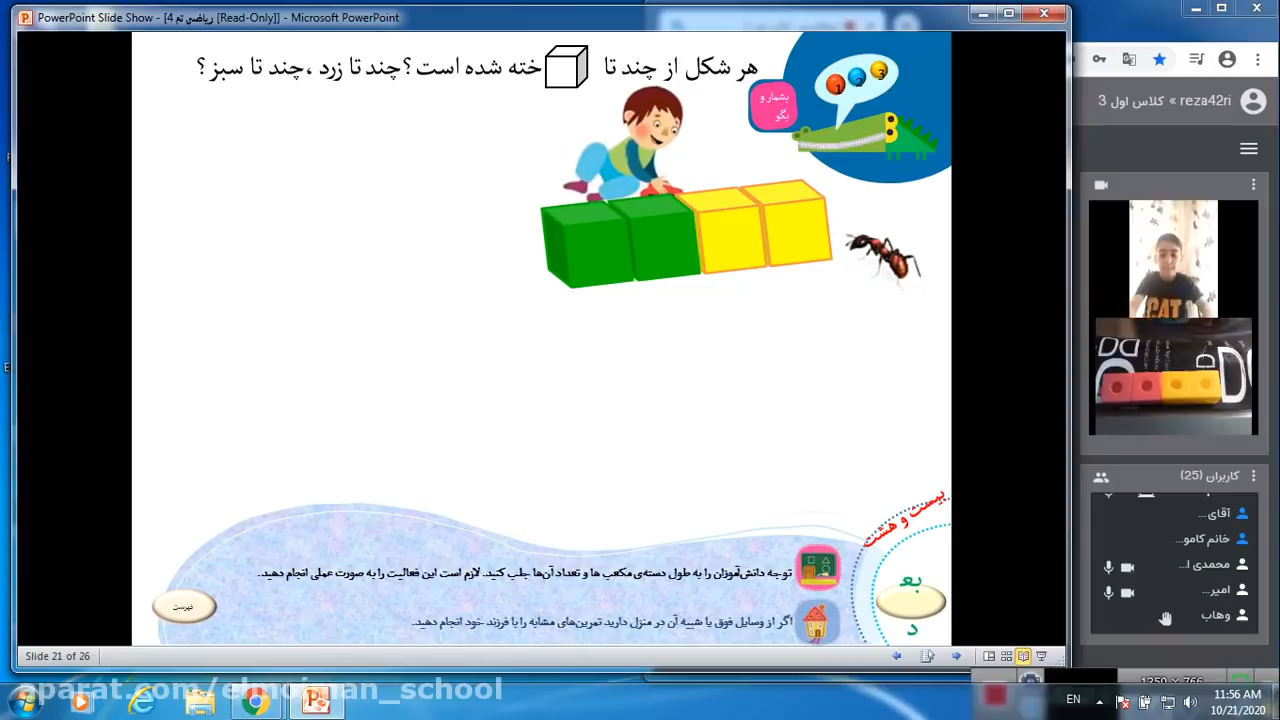 PowerPoint Slide Show - [ریاضی تم 4 [Read-Only]] - Microsoft PowerPoint
هر شکل از چند تا خته شده است ؟ چند تا زرد ، چند تا سبز ؟
1 2 3
بشمار و
بگو
reza42ri » کلاس اول 3
کاربران (25)
آقای...
خانم کامو...
محمدی ا...
امیر...
وهاب
بیست و هشت
توجه دانش‌آموزان را به طول دسته‌ی مکعب ها و تعداد آن‌ها جلب کنید. لازم است این فعالیت را به صورت عملی انجام دهید.
اگر از وسایل فوق یا شبیه آن در منزل دارید تمرین‌های مشابه را با فرزند خود انجام دهید.
فهرست
بعد
Slide 21 of 26
aparat.com/elmoiman_school
EN
11:56 AM
10/21/2020
CAT